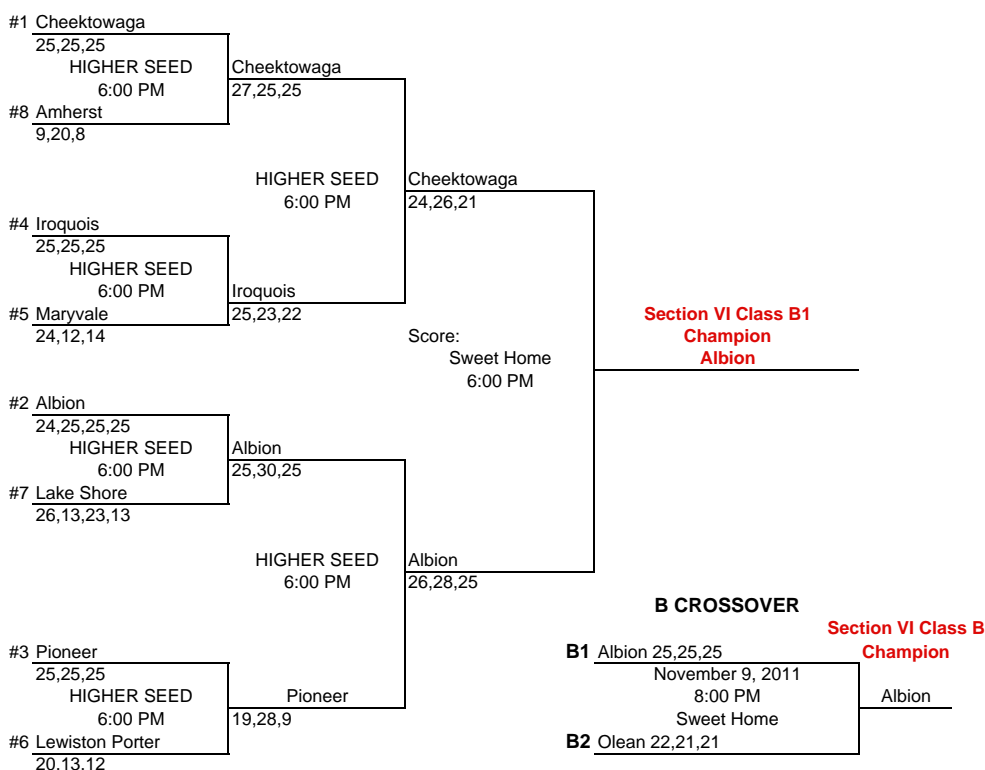 #1 Cheektowaga
25,25,25
HIGHER SEED
6:00 PM
Cheektowaga
27,25,25
#8 Amherst
9,20,8
HIGHER SEED
6:00 PM
Cheektowaga
24,26,21
#4 Iroquois
25,25,25
HIGHER SEED
6:00 PM
Iroquois
25,23,22
#5 Maryvale
24,12,14
Score:
Sweet Home
6:00 PM
Section VI Class B1
Champion
Albion
#2 Albion
24,25,25,25
HIGHER SEED
6:00 PM
Albion
25,30,25
#7 Lake Shore
26,13,23,13
HIGHER SEED
6:00 PM
Albion
26,28,25
#3 Pioneer
25,25,25
HIGHER SEED
6:00 PM
Pioneer
19,28,9
#6 Lewiston Porter
20,13,12
B CROSSOVER
Section VI Class B
Champion
B1 Albion 25,25,25
November 9, 2011
8:00 PM
Sweet Home
Albion
B2 Olean 22,21,21